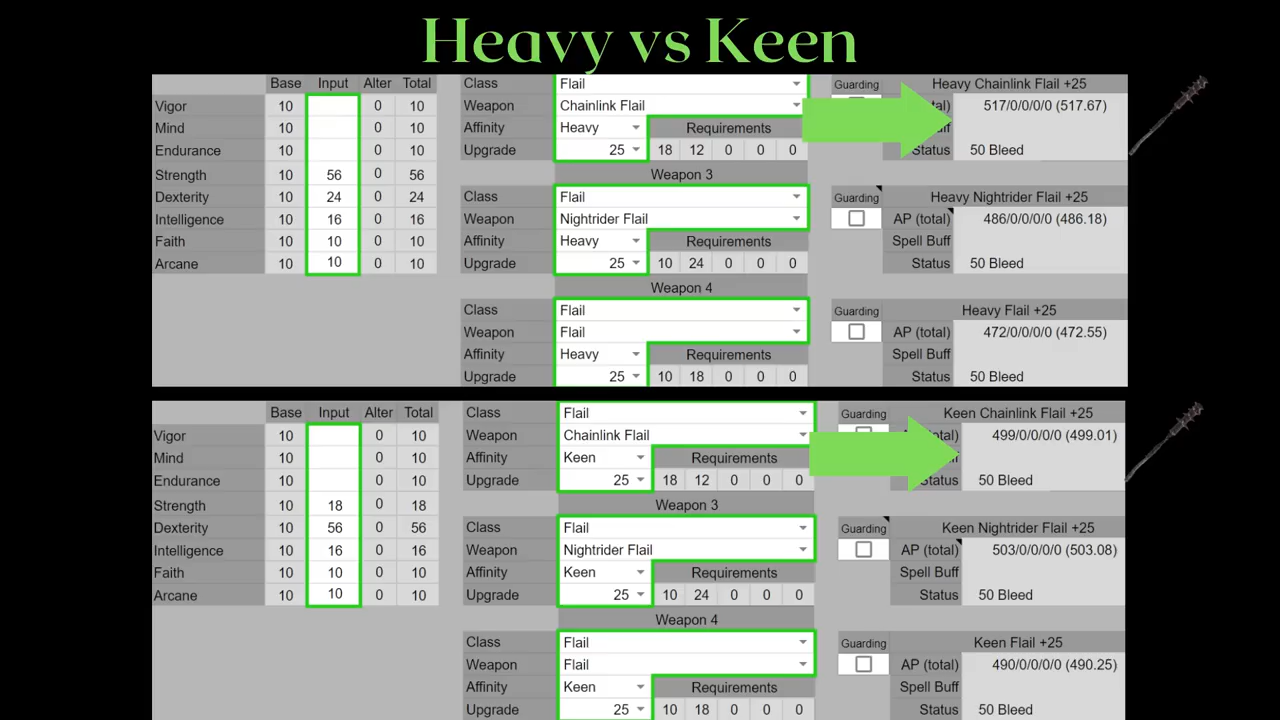 Heavy vs Keen
Base Input Alter Total
Vigor 10 0 10
Mind 10 0 10
Endurance 10 0 10
Strength 10 56 0 56
Dexterity 10 24 0 24
Intelligence 10 16 0 16
Faith 10 10 0 10
Arcane 10 10 0 10
Class Flail
Weapon Chainlink Flail
Affinity Heavy Requirements
Upgrade 25 18 12 0 0 0
Guarding Heavy Chainlink Flail +25
517/0/0/0/0 (517.67)
Status 50 Bleed
Weapon 3
Class Flail
Weapon Nightrider Flail
Affinity Heavy Requirements
Upgrade 25 10 24 0 0 0
Guarding Heavy Nightrider Flail +25
AP (total) 486/0/0/0/0 (486.18)
Spell Buff
Status 50 Bleed
Weapon 4
Class Flail
Weapon Flail
Affinity Heavy Requirements
Upgrade 25 10 18 0 0 0
Guarding Heavy Flail +25
AP (total) 472/0/0/0/0 (472.55)
Spell Buff
Status 50 Bleed
Base Input Alter Total
Vigor 10 0 10
Mind 10 0 10
Endurance 10 0 10
Strength 10 18 0 18
Dexterity 10 56 0 56
Intelligence 10 16 0 16
Faith 10 10 0 10
Arcane 10 10 0 10
Class Flail
Weapon Chainlink Flail
Affinity Keen Requirements
Upgrade 25 18 12 0 0 0
Guarding Keen Chainlink Flail +25
499/0/0/0/0 (499.01)
Status 50 Bleed
Weapon 3
Class Flail
Weapon Nightrider Flail
Affinity Keen Requirements
Upgrade 25 10 24 0 0 0
Guarding Keen Nightrider Flail +25
AP (total) 503/0/0/0/0 (503.08)
Spell Buff
Status 50 Bleed
Weapon 4
Class Flail
Weapon Flail
Affinity Keen Requirements
Upgrade 25 10 18 0 0 0
Guarding Keen Flail +25
AP (total) 490/0/0/0/0 (490.25)
Spell Buff
Status 50 Bleed